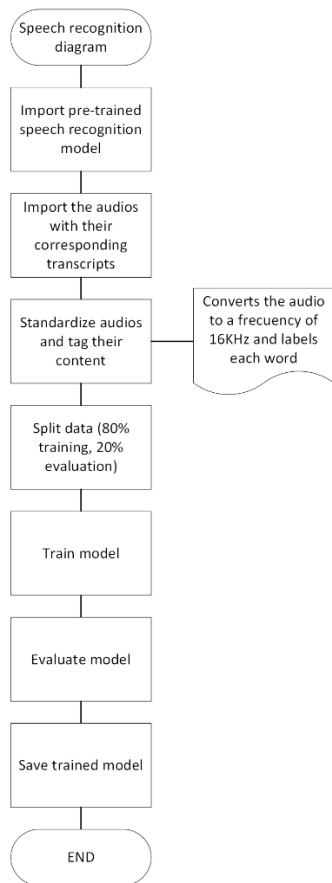 Speech recognition
diagram
Import pre-trained
speech recognition
model
Import the audios
with their
corresponding
transcripts
Standardize audios
and tag their
content
Converts the audio
to a frecuency of
16KHz and labels
each word
Split data (80%
training, 20%
evaluation)
Train model
Evaluate model
Save trained model
END